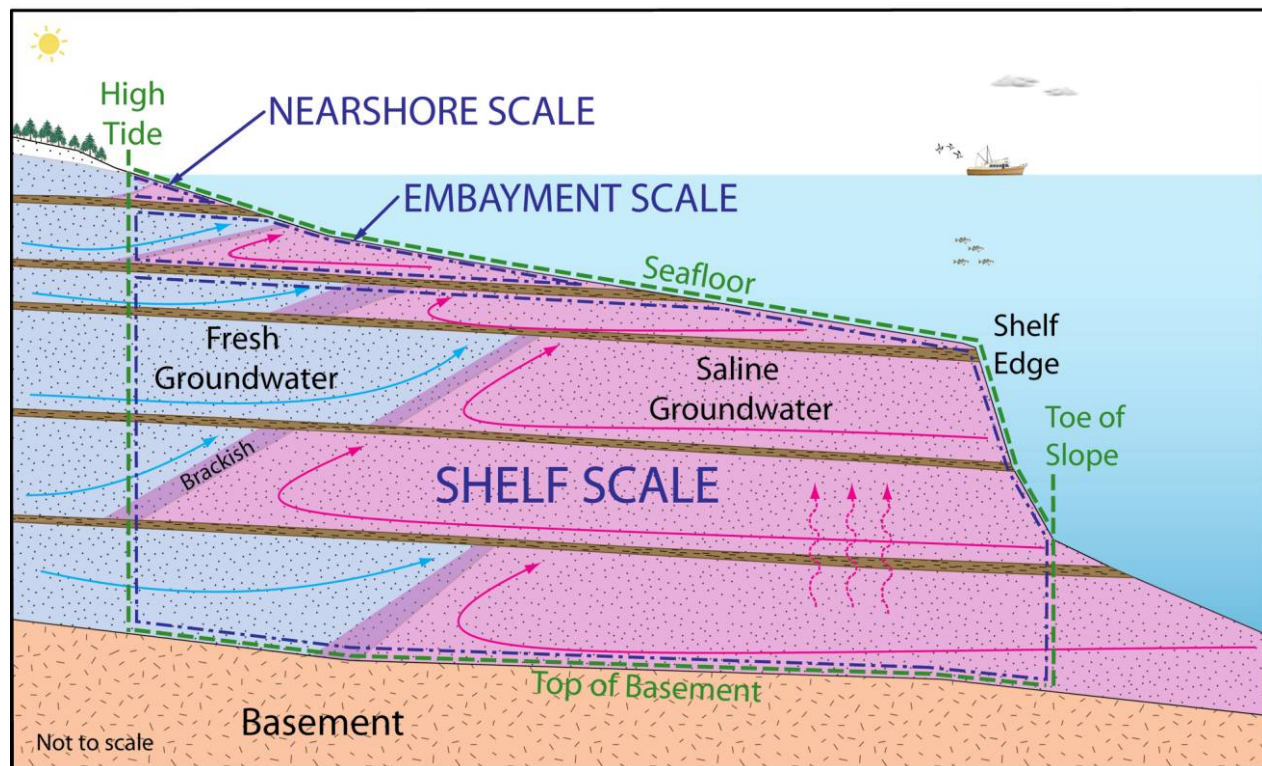 High
Tide
NEARSHORE SCALE
EMBAYMENT SCALE
Seafloor
Shelf
Edge
Fresh
Groundwater
Saline
Groundwater
Toe of
Slope
Brackish
SHELF SCALE
Top of Basement
Basement
Not to scale